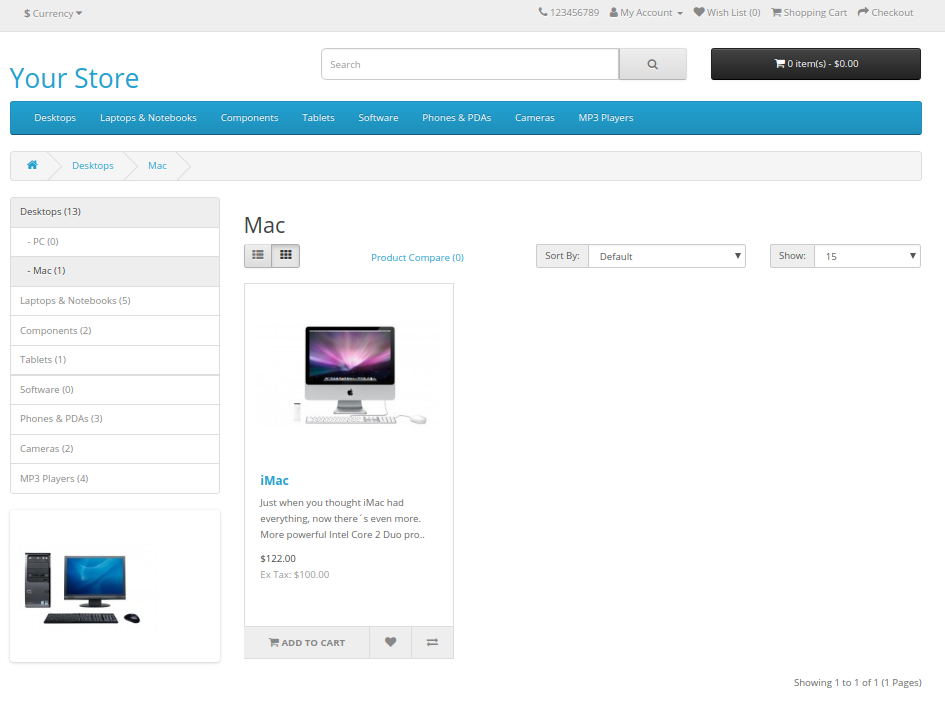 $ Currency
123456789 My Account Wish List (0) Shopping Cart Checkout
Your Store
Search
0 item(s) - $0.00
Desktops Laptops & Notebooks Components Tablets Software Phones & PDAs Cameras MP3 Players
Desktops Mac
Desktops (13)
- PC (0)
- Mac (1)
Laptops & Notebooks (5)
Components (2)
Tablets (1)
Software (0)
Phones & PDAs (3)
Cameras (2)
MP3 Players (4)
Mac
Product Compare (0)
Sort By: Default
Show: 15
iMac
Just when you thought iMac had
everything, now there´s even more.
More powerful Intel Core 2 Duo pro..
$122.00
Ex Tax: $100.00
ADD TO CART
Showing 1 to 1 of 1 (1 Pages)